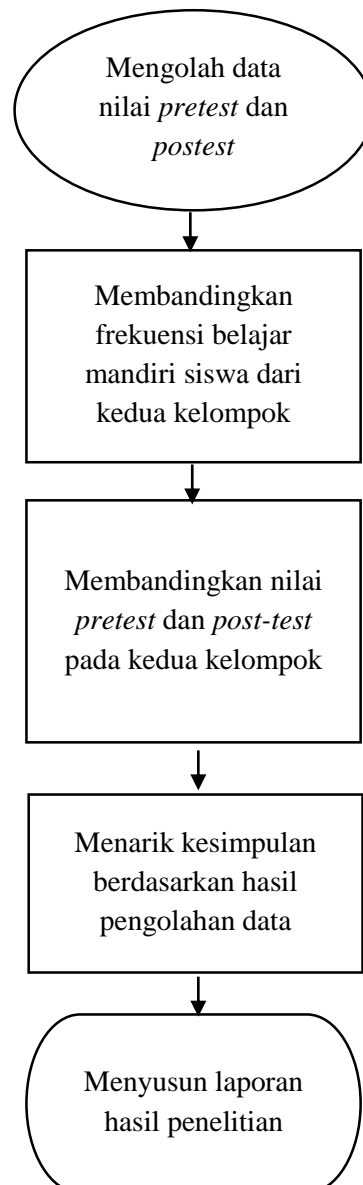 Mengolah data
nilai pretest dan
postest
Membandingkan
frekuensi belajar
mandiri siswa dari
kedua kelompok
Membandingkan nilai
pretest dan post-test
pada kedua kelompok
Menarik kesimpulan
berdasarkan hasil
pengolahan data
Menyusun laporan
hasil penelitian